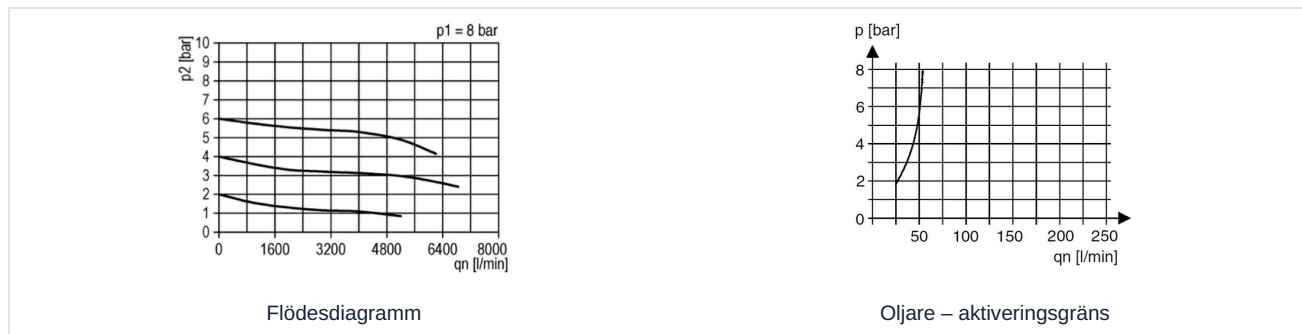 p1 = 8 bar
p2 [bar]
10
9
8
7
6
5
4
3
2
1
0
0 1600 3200 4800 6400 8000
qn [l/min]
Flödesdiagramm
p [bar]
8
6
4
2
0
50 100 150 200 250
qn [l/min]
Oljare – aktiveringsgräns